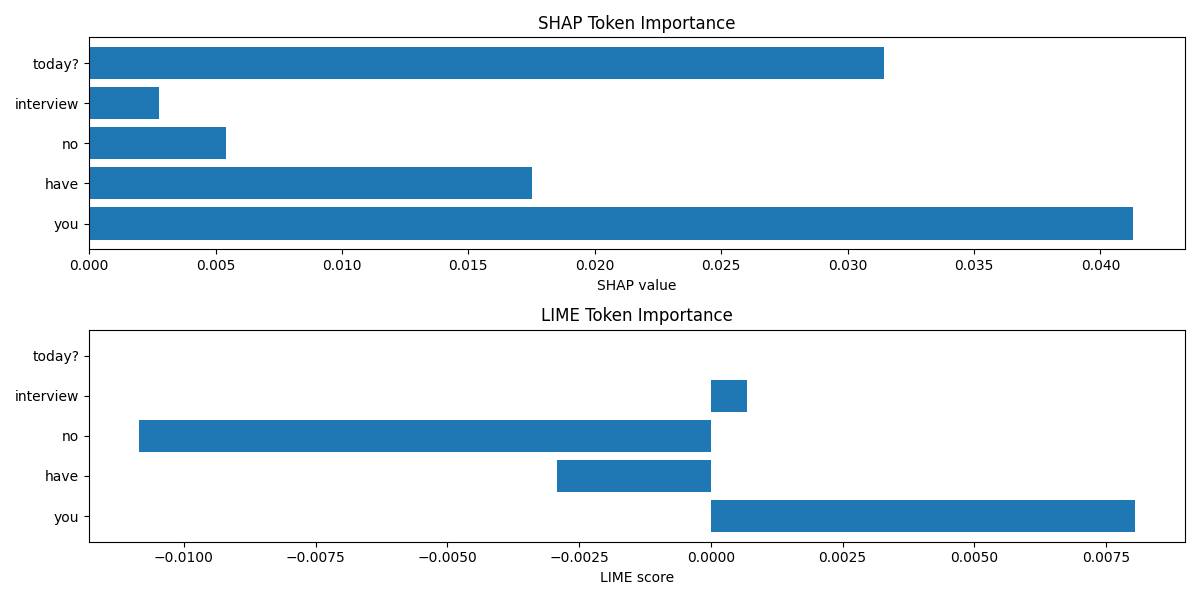 SHAP Token Importance
today?
interview
no
have
you
0.000 0.005 0.010 0.015 0.020 0.025 0.030 0.035 0.040
SHAP value
LIME Token Importance
today?
interview
no
have
you
−0.0100 −0.0075 −0.0050 −0.0025 0.0000 0.0025 0.0050 0.0075
LIME score